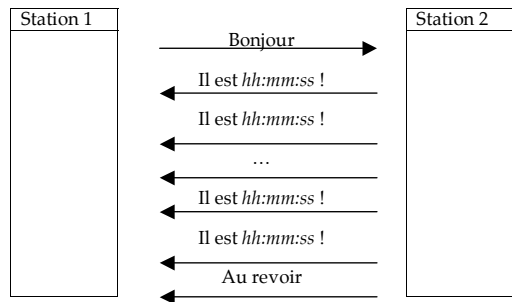 Station 1
Station 2
Bonjour
Il est hh:mm:ss !
Il est hh:mm:ss !
…
Il est hh:mm:ss !
Il est hh:mm:ss !
Au revoir